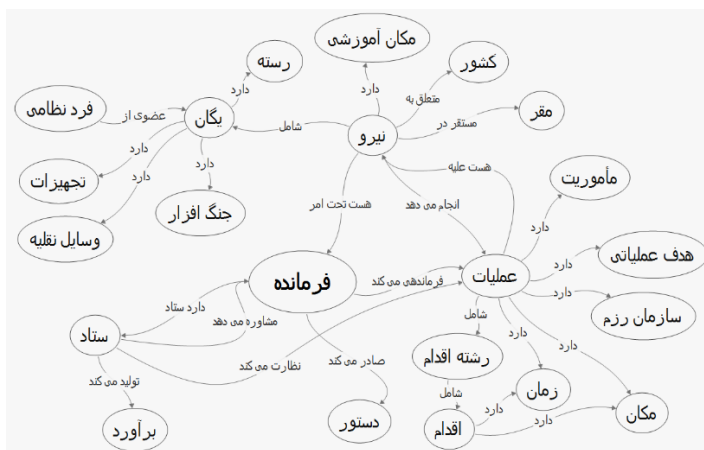 مکان آموزشی
کشور
رسته
دارد
متعلق به
دارد
فرد نظامی
عضوی از
یگان
شامل
نیرو
مستقر در
مقر
دارد
دارد
دارد
هست علیه
تجهیزات
مأموریت
هست تحت امر
انجام می دهد
جنگ افزار
دارد
وسایل نقلیه
هدف عملیاتی
دارد
فرمانده
فرماندهی می کند
عملیات
دارد
سازمان رزم
دارد ستاد
مشاوره می دهد
شامل
دارد
دارد
ستاد
نظارت می کند
صادر می کند
رشته اقدام
تولید می کند
شامل
زمان
دارد
مکان
برآورد
دستور
اقدام
دارد